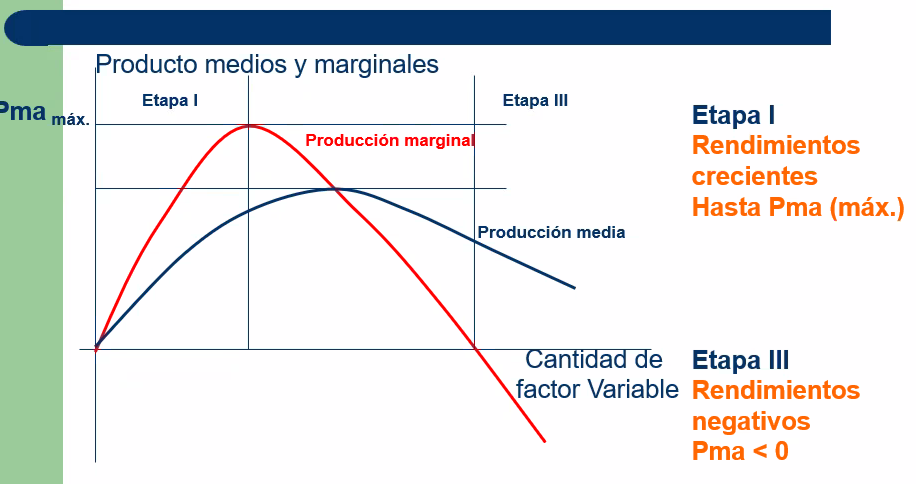 Producto medios y marginales
Etapa I
Etapa III
Pma máx.
Producción marginal
Producción media
Cantidad de
factor Variable
Etapa I
Rendimientos
crecientes
Hasta Pma (máx.)
Etapa III
Rendimientos
negativos
Pma < 0